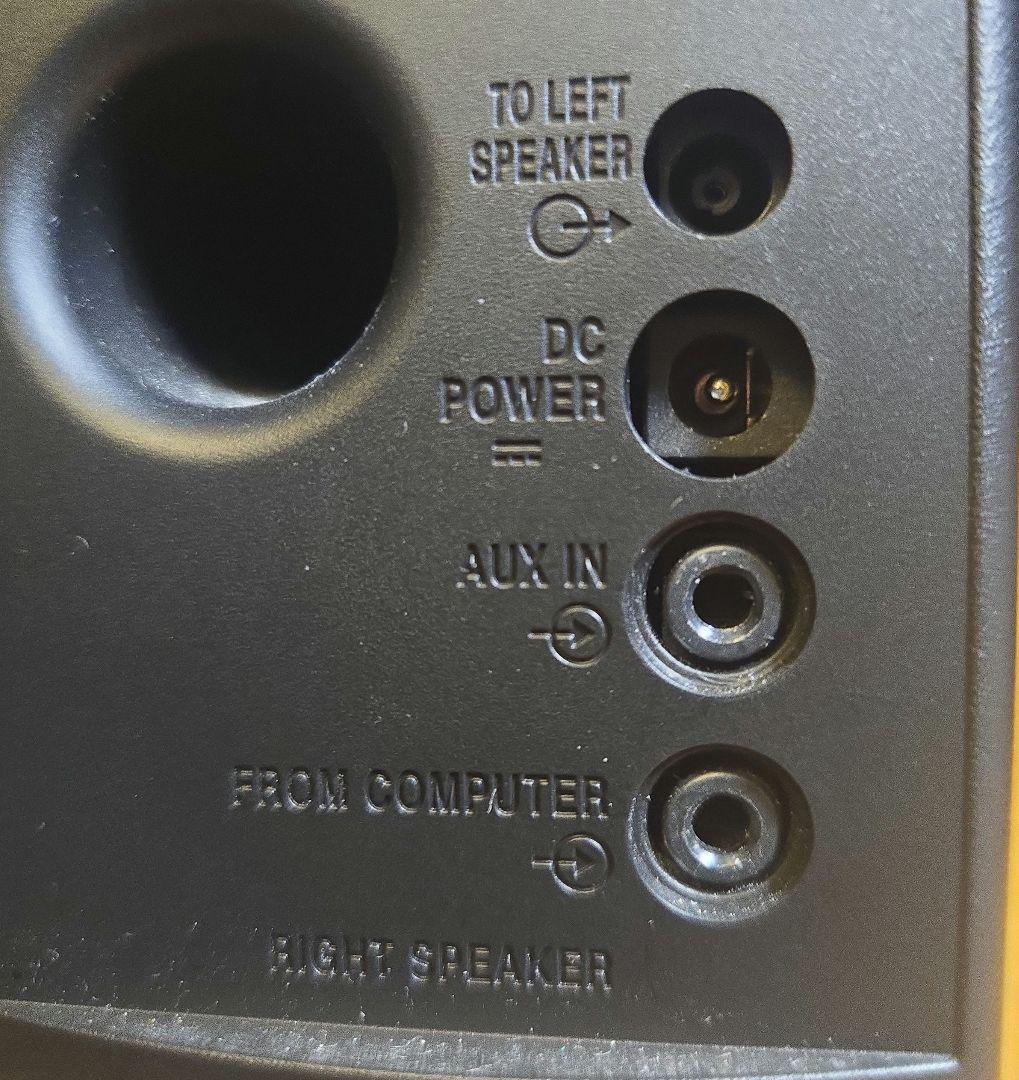 TO LEFT
SPEAKER
DC
POWER
AUX IN
FROM COMPUTER
RIGHT SPEAKER